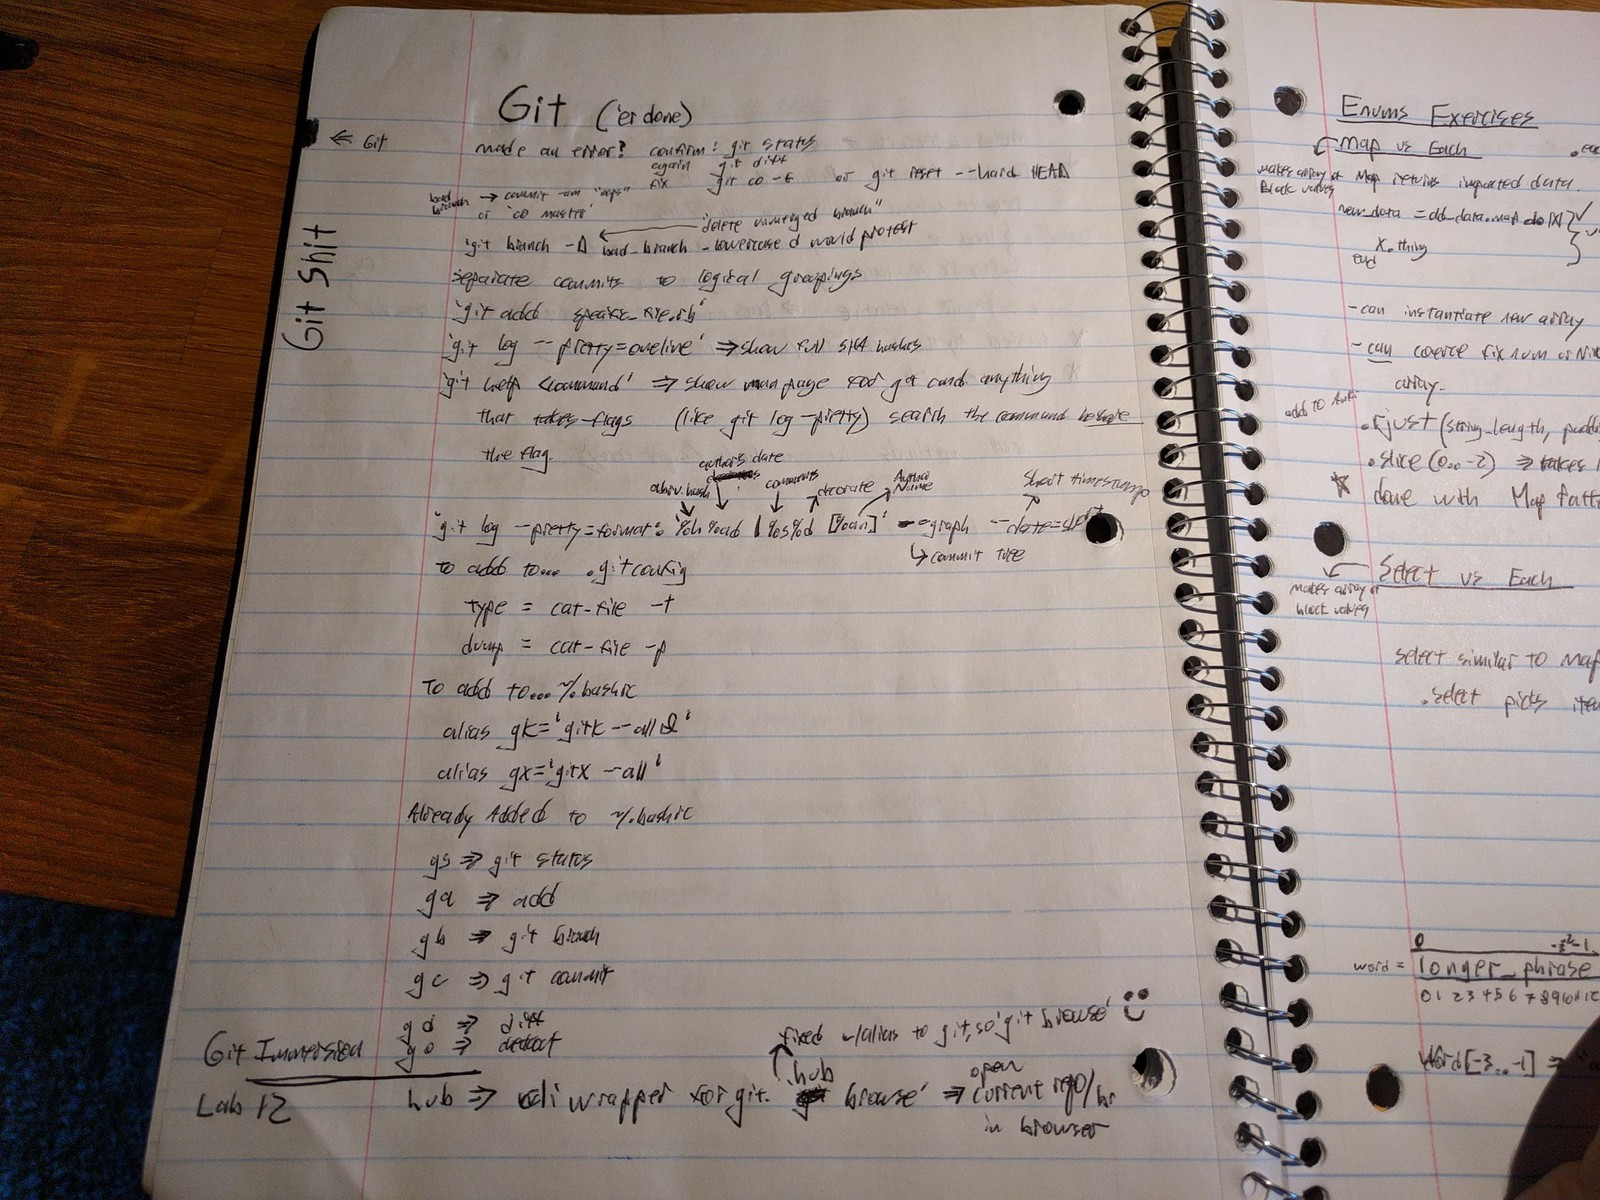 Git ('er done)
← Git
Git Shit
made an error? confirm: git status
again git diff
fix git co -f or git reset --hard HEAD
bad branch → commit -am "oops"
or 'co master'
"delete unmerged branch"
'git branch -D bad_branch - lowercase d would protest
separate commits to logical groupings
'git add specific_file.rb'
'git log --pretty=oneline' ⇒ show full SHA hashes
'git help <command>' ⇒ show man page for git cmd. anything
that takes flags (like git log --pretty) search the command before
the flag
author's date
abbrv. hash comments decorate Author Name short timestamp
'git log --pretty=format: '%h %ad | %s%d [%an]' --graph --date=short
↳ commit tree
to add to... .gitconfig
type = cat-file -t
dump = cat-file -p
to add to... ~/.bashrc
alias gk='gitk --all&'
alias gx='gitx --all'
Already Added to ~/.bashrc
gs ⇒ git status
ga ⇒ add
gb ⇒ git branch
gc ⇒ git commit
gd ⇒ diff
go ⇒
Git Immersion
Lab 12
fixed w/alias to git, so 'git browse'
hub ⇒ cli wrapper for git. hub browse' ⇒ open current repo/br
in browser
Enums Exercises
Map vs Each
makes array of block values
Map returns imported data.
new_data = db_data.map do |x|
x.thing
end
- can instantiate new array
- can coerce fixnum or
array.
add to Anki
.rjust (string_length,
.slice (0..-2) ⇒ takes
done with Map
Select vs Each
makes array of
block values
select similar to Map
.select picks
0 -2 -1
word = longer_phrase
0 1 2 3 4 5 6 7 8 9 10 11 12
word[-3..-1] ⇒